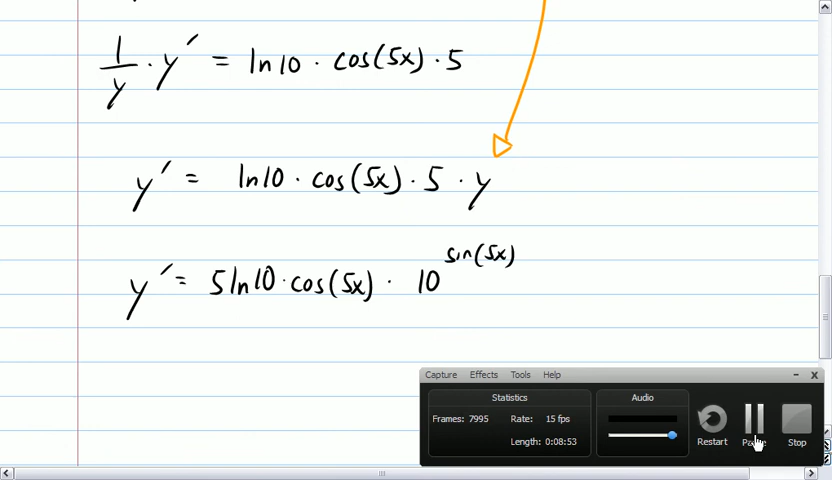 1/y · y′ = ln10 · cos(5x) · 5
y′ = ln10 · cos(5x) · 5 · y
y′ = 5ln10 · cos(5x) · 10^sin(5x)
Capture Effects Tools Help
Statistics
Frames: 7995 Rate: 15 fps
Length: 0:08:53
Audio
Restart
Stop